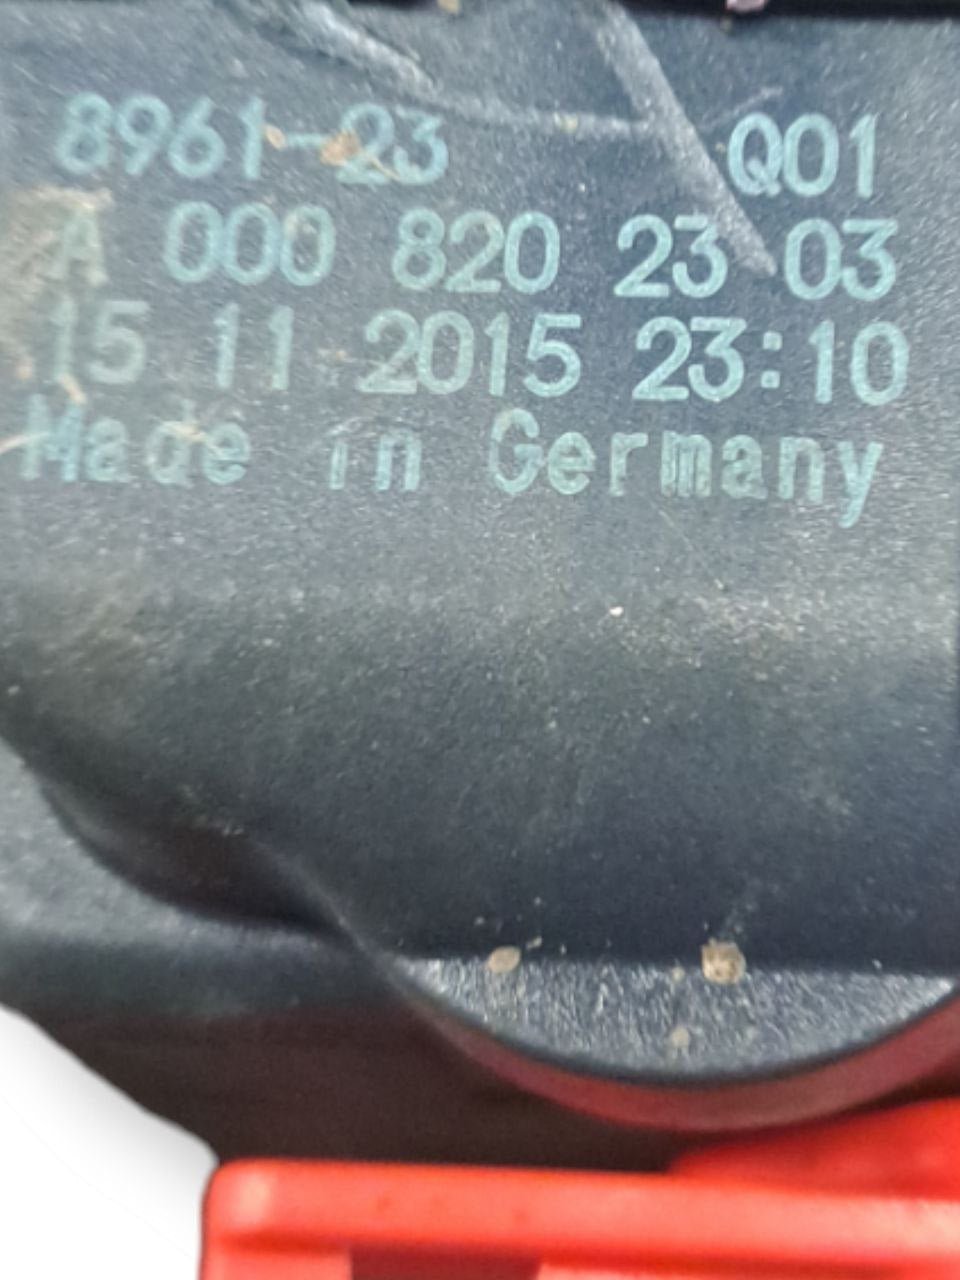 8961-23 Q01
A 000 820 23 03
15 11 2015 23:10
Made in Germany